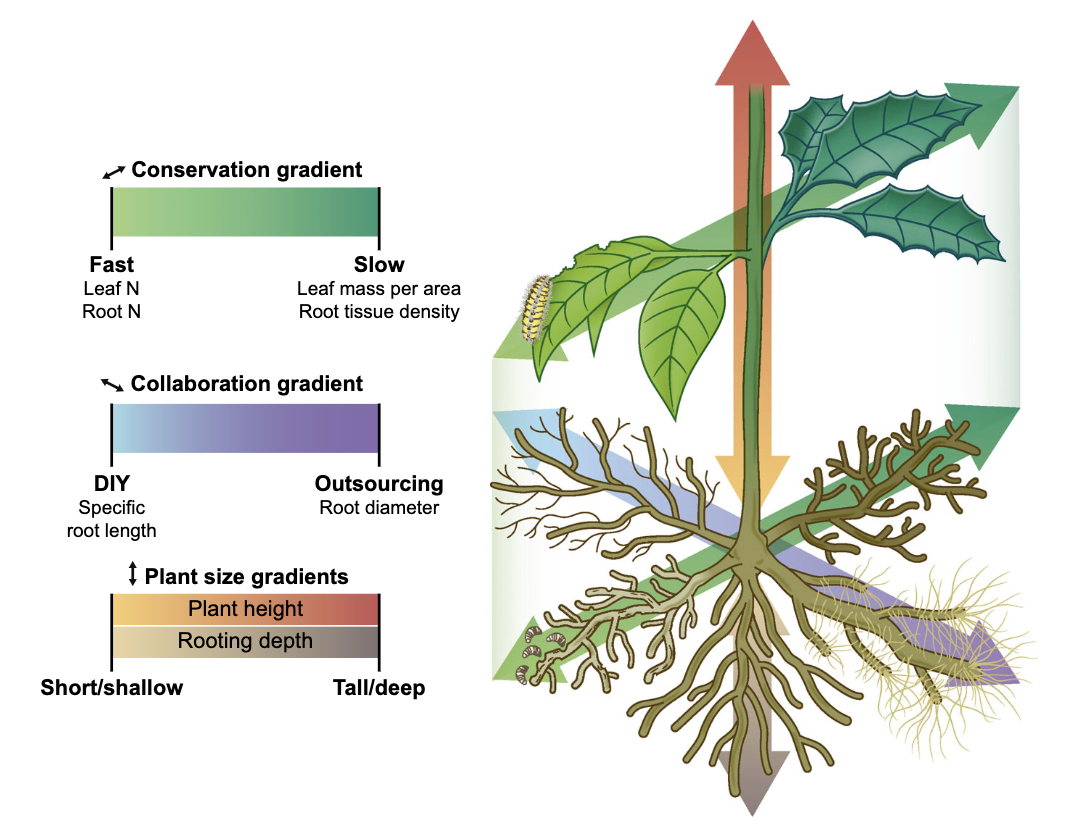 Conservation gradient
Fast
Slow
Leaf N
Leaf mass per area
Root N
Root tissue density
Collaboration gradient
DIY
Outsourcing
Specific
Root diameter
root length
Plant size gradients
Plant height
Rooting depth
Short/shallow
Tall/deep